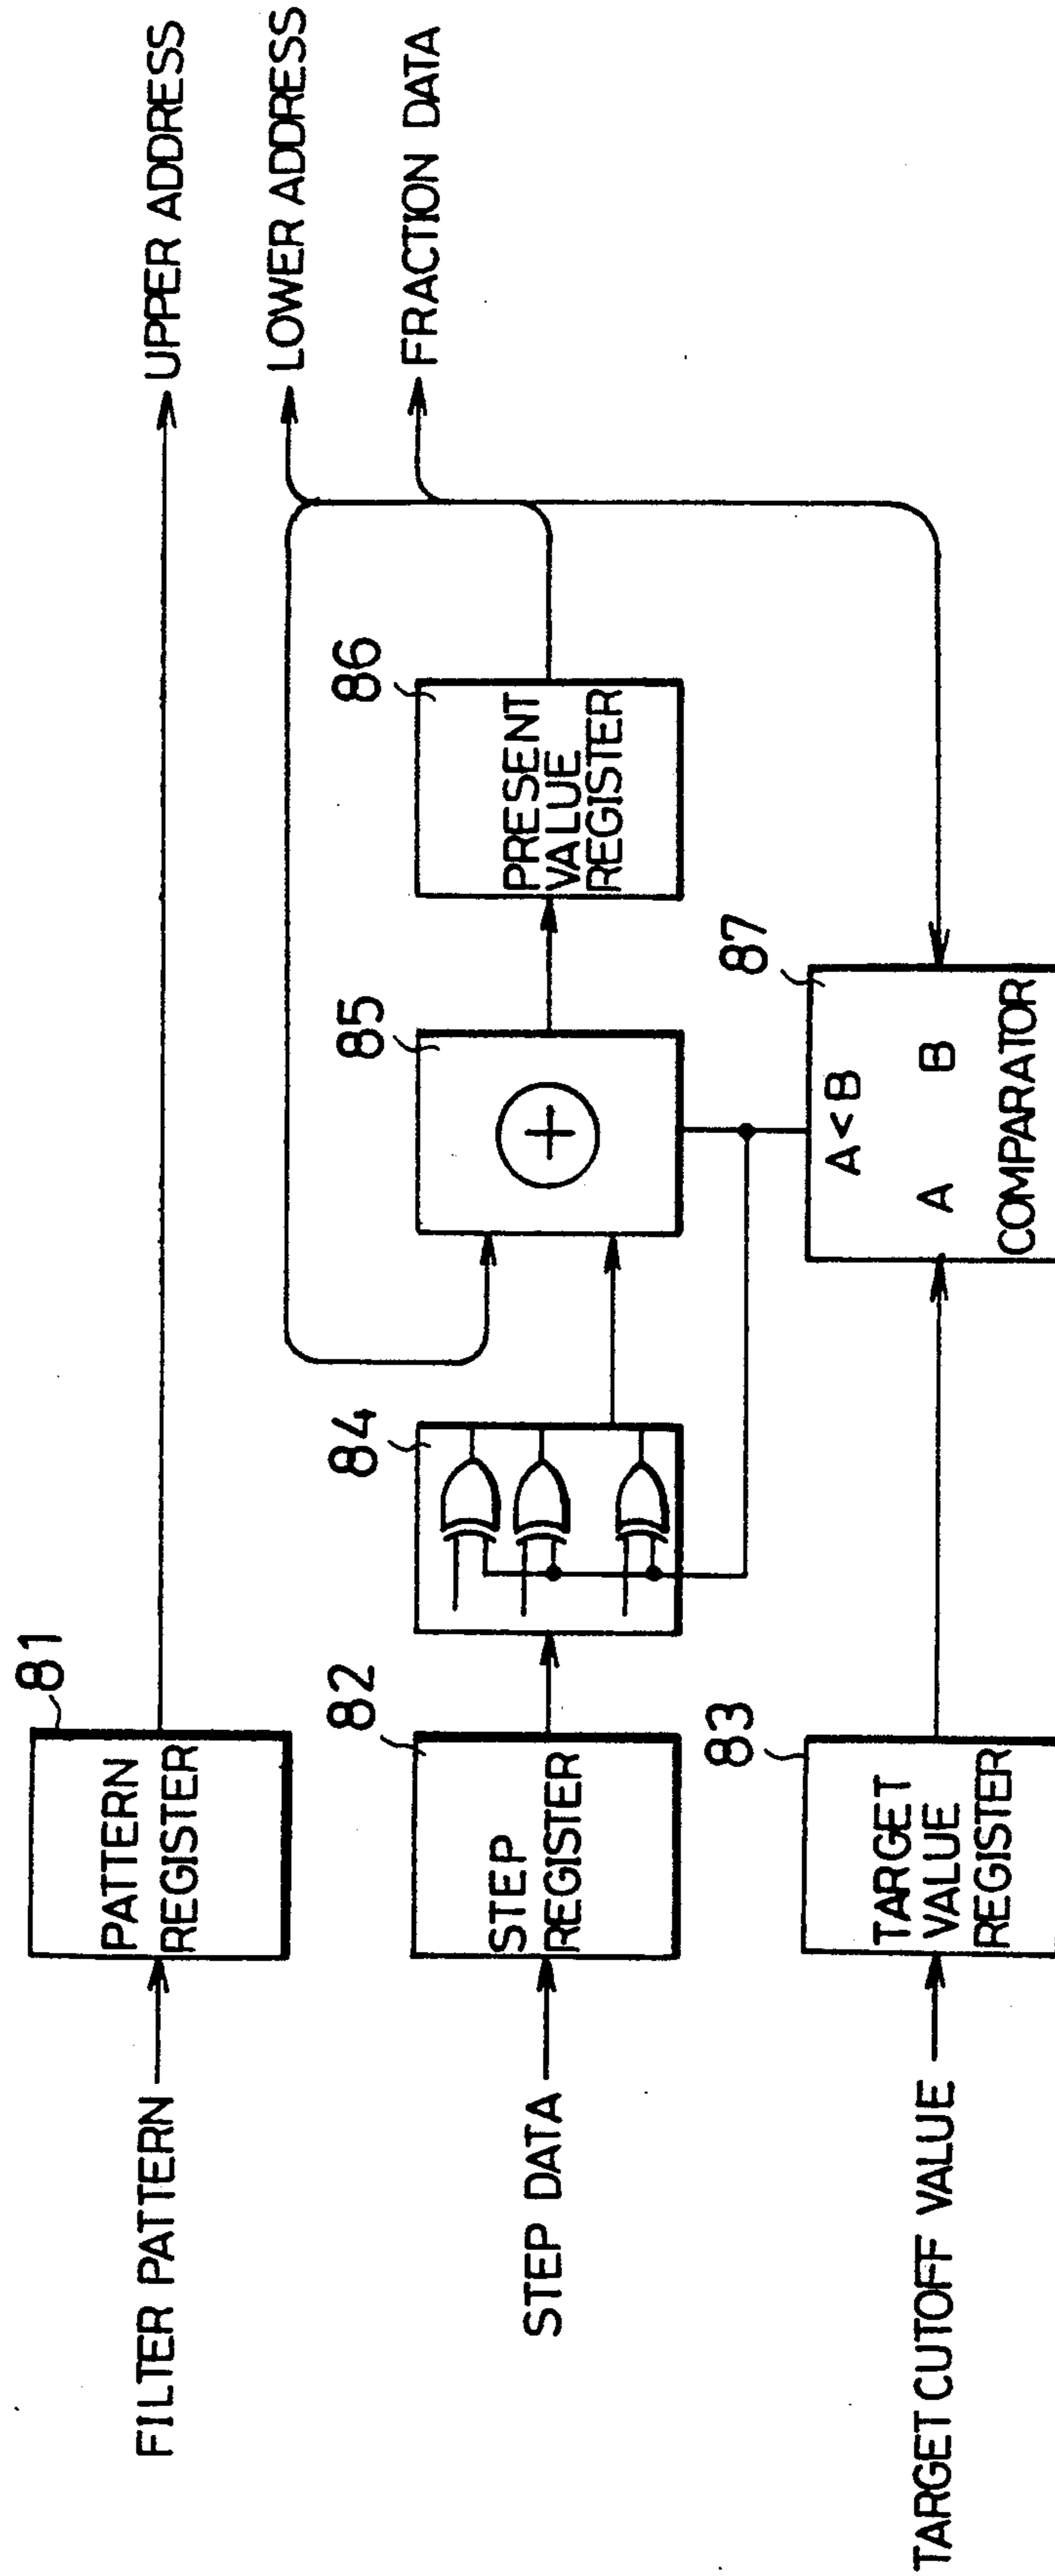 FILTER PATTERN
81
PATTERN
REGISTER
UPPER ADDRESS
STEP DATA
82
STEP
REGISTER
84
85
+
86
PRESENT
VALUE
REGISTER
LOWER ADDRESS
FRACTION DATA
TARGET CUTOFF VALUE
83
TARGET
VALUE
REGISTER
87
A < B
A B
COMPARATOR